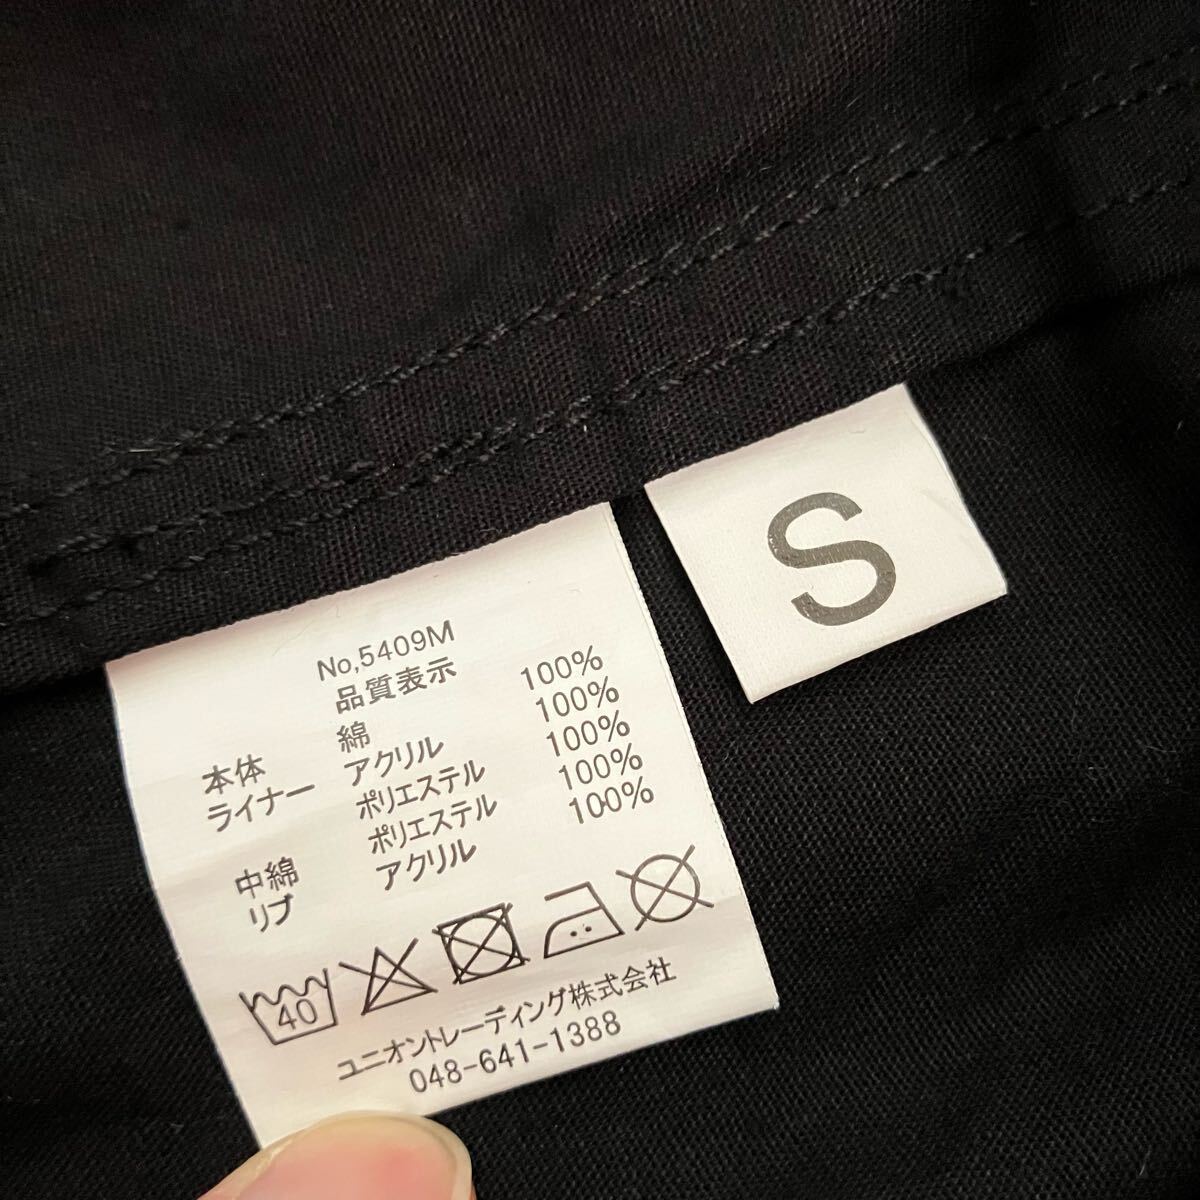 No,5409M
品質表示
本体 綿 100%
ライナー アクリル 100%
ポリエステル 100%
中綿 ポリエステル 100%
リブ アクリル 100%
40
ユニオントレーディング株式会社
048-641-1388
S